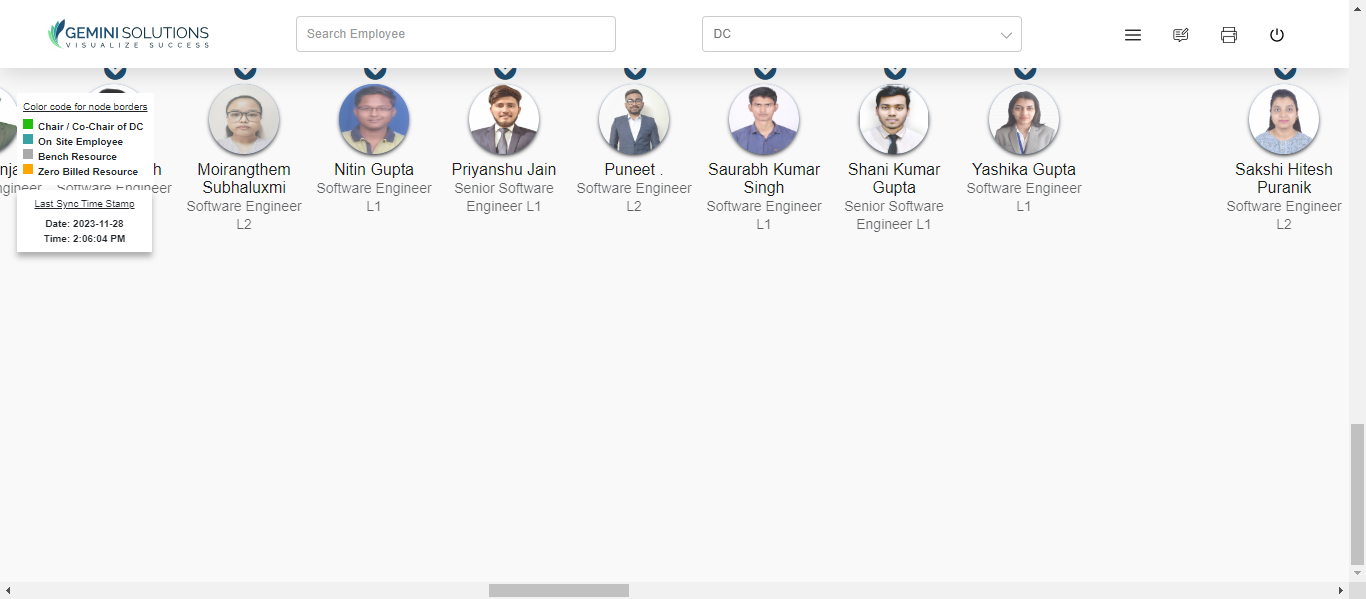 GEMINI SOLUTIONS
VISUALIZE SUCCESS
Search Employee
DC
Color code for node borders
Chair / Co-Chair of DC
On Site Employee
Bench Resource
Zero Billed Resource
Last Sync Time Stamp
Date: 2023-11-28
Time: 2:06:04 PM
Software Engineer
Moirangthem
Subhaluxmi
Software Engineer
L2
Nitin Gupta
Software Engineer
L1
Priyanshu Jain
Senior Software
Engineer L1
Puneet .
Software Engineer
L2
Saurabh Kumar
Singh
Software Engineer
L1
Shani Kumar
Gupta
Senior Software
Engineer L1
Yashika Gupta
Software Engineer
L1
Sakshi Hitesh
Puranik
Software Engineer
L2